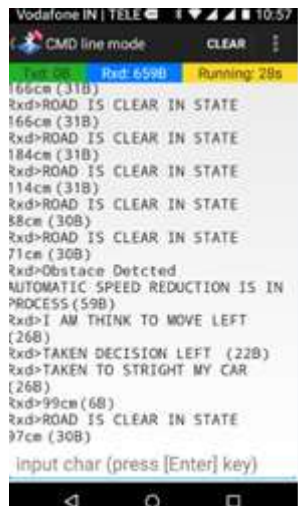 Vodafone IN | TELE 10:57
CMD line mode CLEAR
Txd: 0B Rxd: 659B Running: 28s
166cm (31B)
Rxd>ROAD IS CLEAR IN STATE
166cm (31B)
Rxd>ROAD IS CLEAR IN STATE
184cm (31B)
Rxd>ROAD IS CLEAR IN STATE
114cm (31B)
Rxd>ROAD IS CLEAR IN STATE
88cm (30B)
Rxd>ROAD IS CLEAR IN STATE
71cm (30B)
Rxd>Obstace Detcted
AUTOMATIC SPEED REDUCTION IS IN
PROCESS (59B)
Rxd>I AM THINK TO MOVE LEFT
(26B)
Rxd>TAKEN DECISION LEFT (22B)
Rxd>TAKEN TO STRIGHT MY CAR
(26B)
Rxd>99cm (6B)
Rxd>ROAD IS CLEAR IN STATE
97cm (30B)
input char (press [Enter] key)